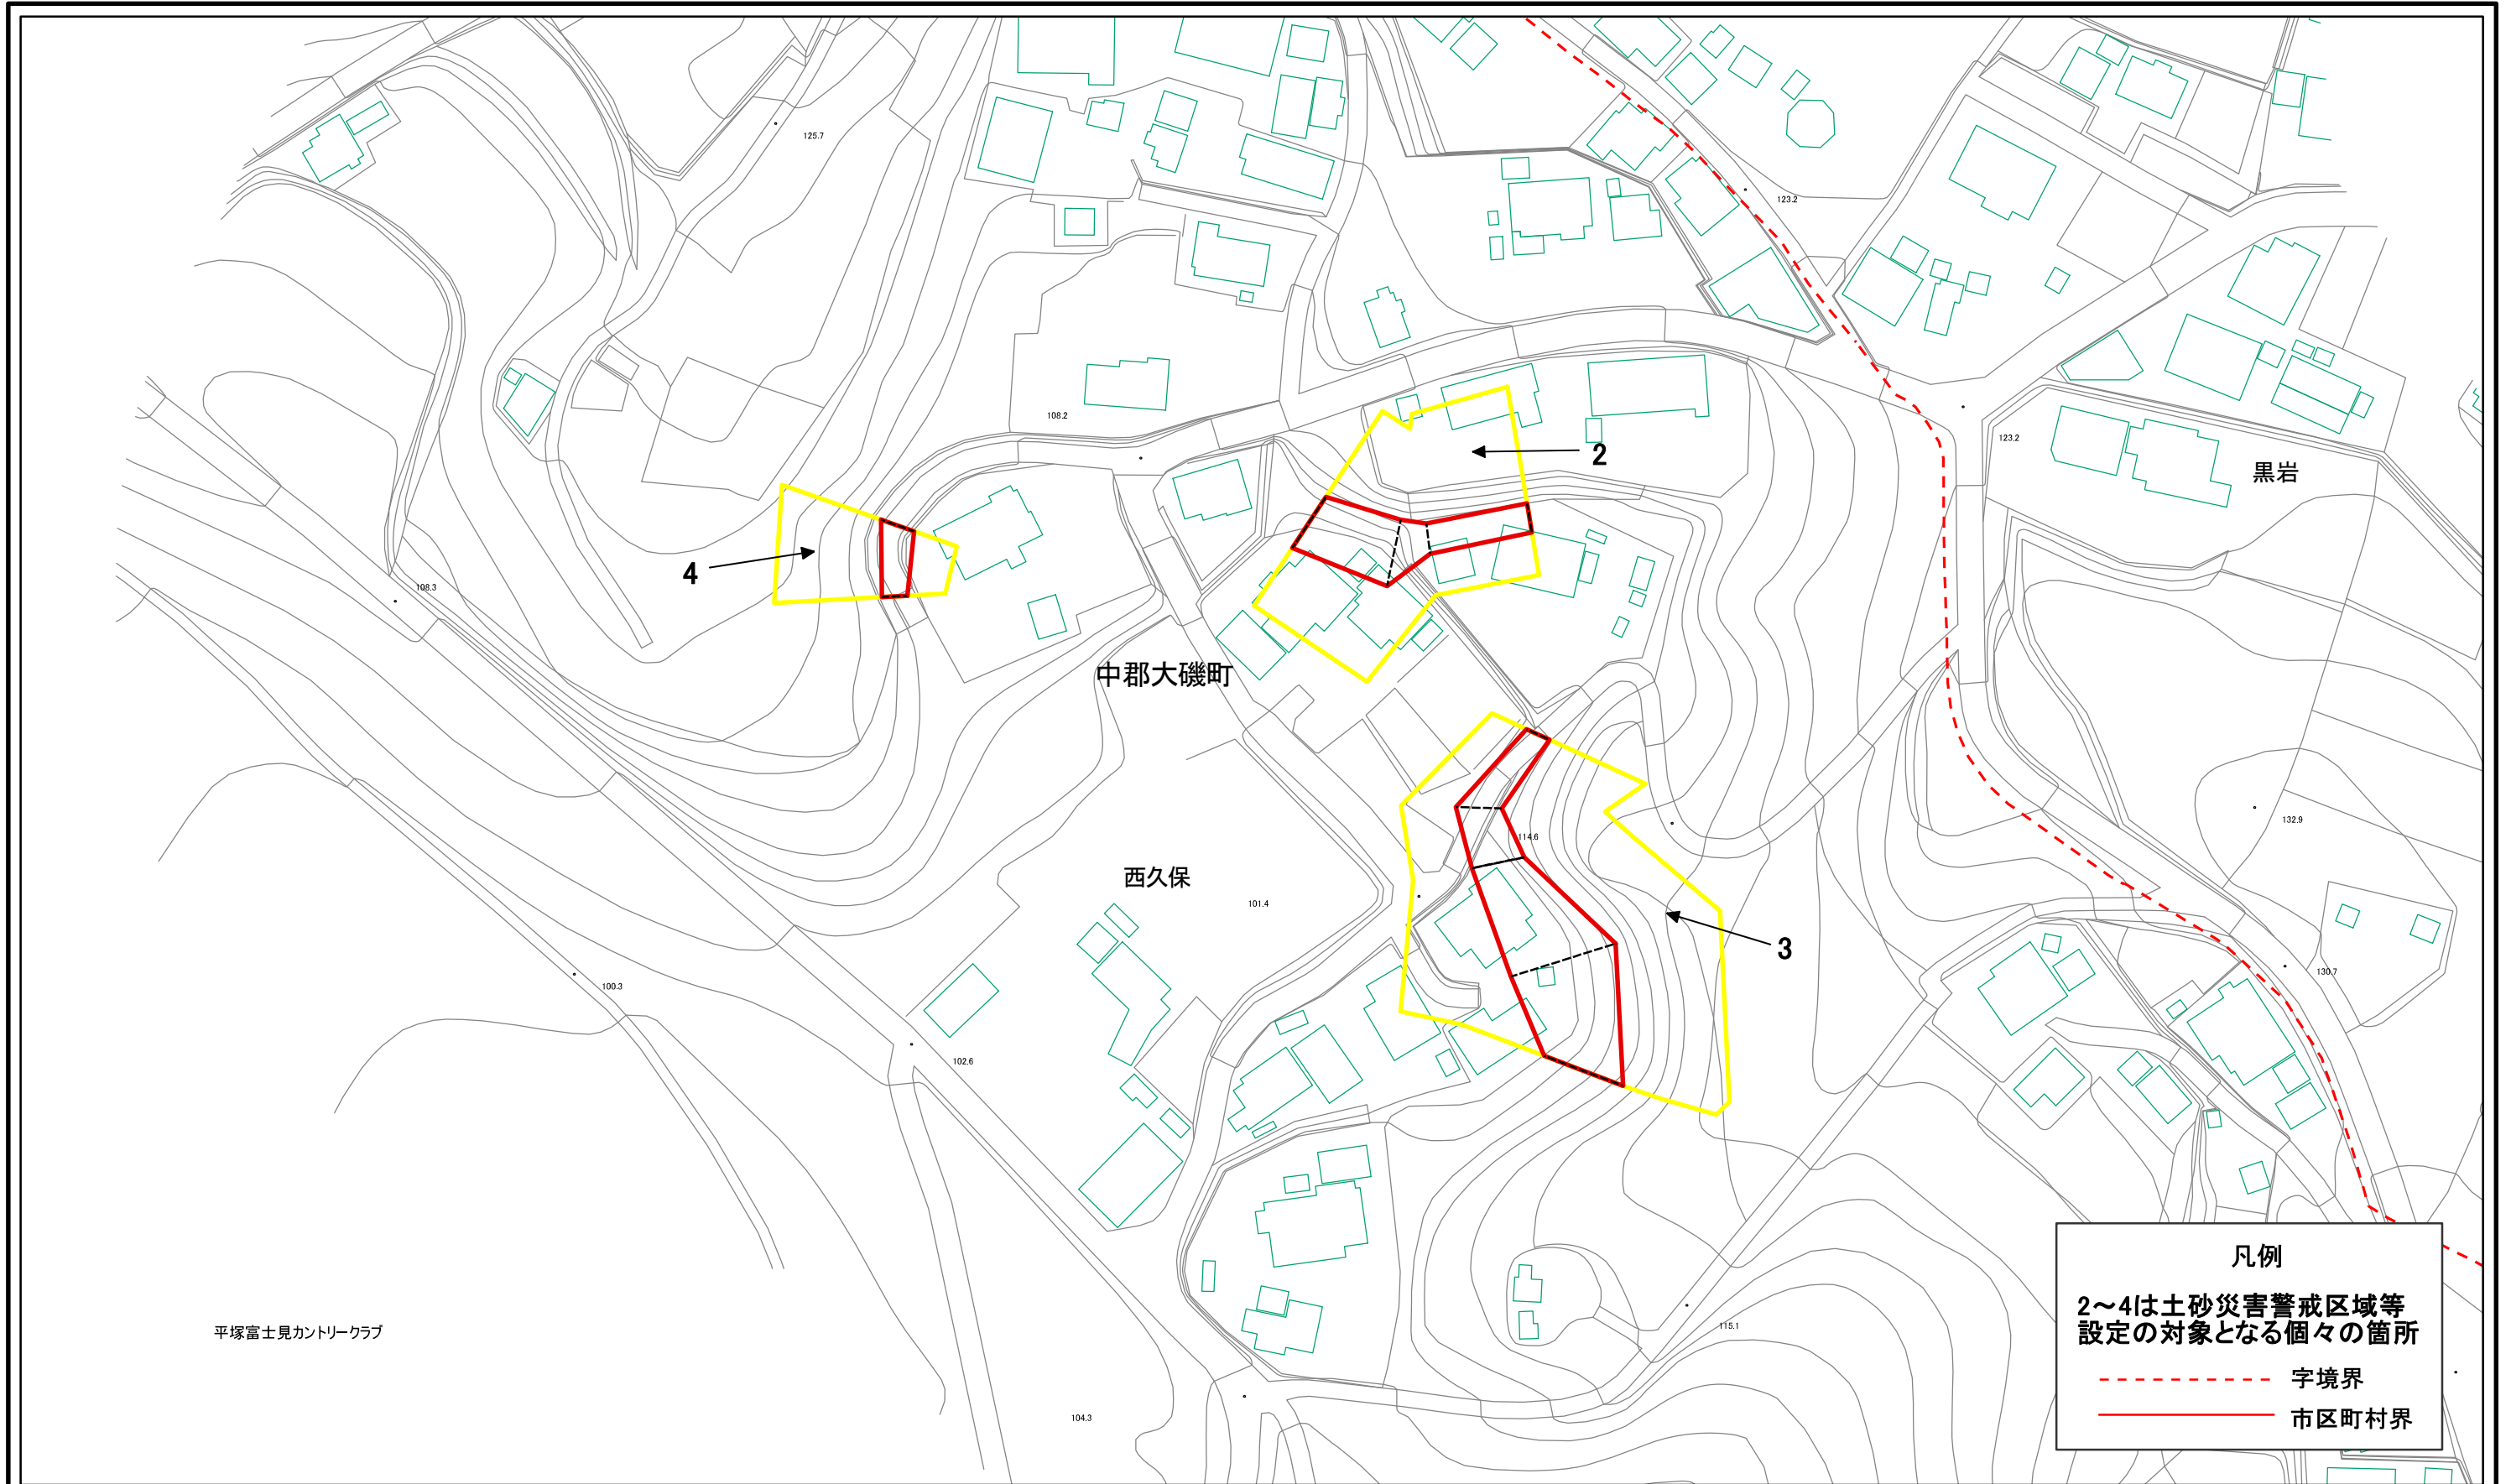 125.7
123.2
108.2
2
123.2
黒岩
4
108.3
中郡大磯町
132.9
114.6
西久保
101.4
3
130.7
100.3
102.6
凡例
2～4は土砂災害警戒区域等
設定の対象となる個々の箇所
字境界
市区町村界
平塚富士見カントリークラブ
115.1
104.3